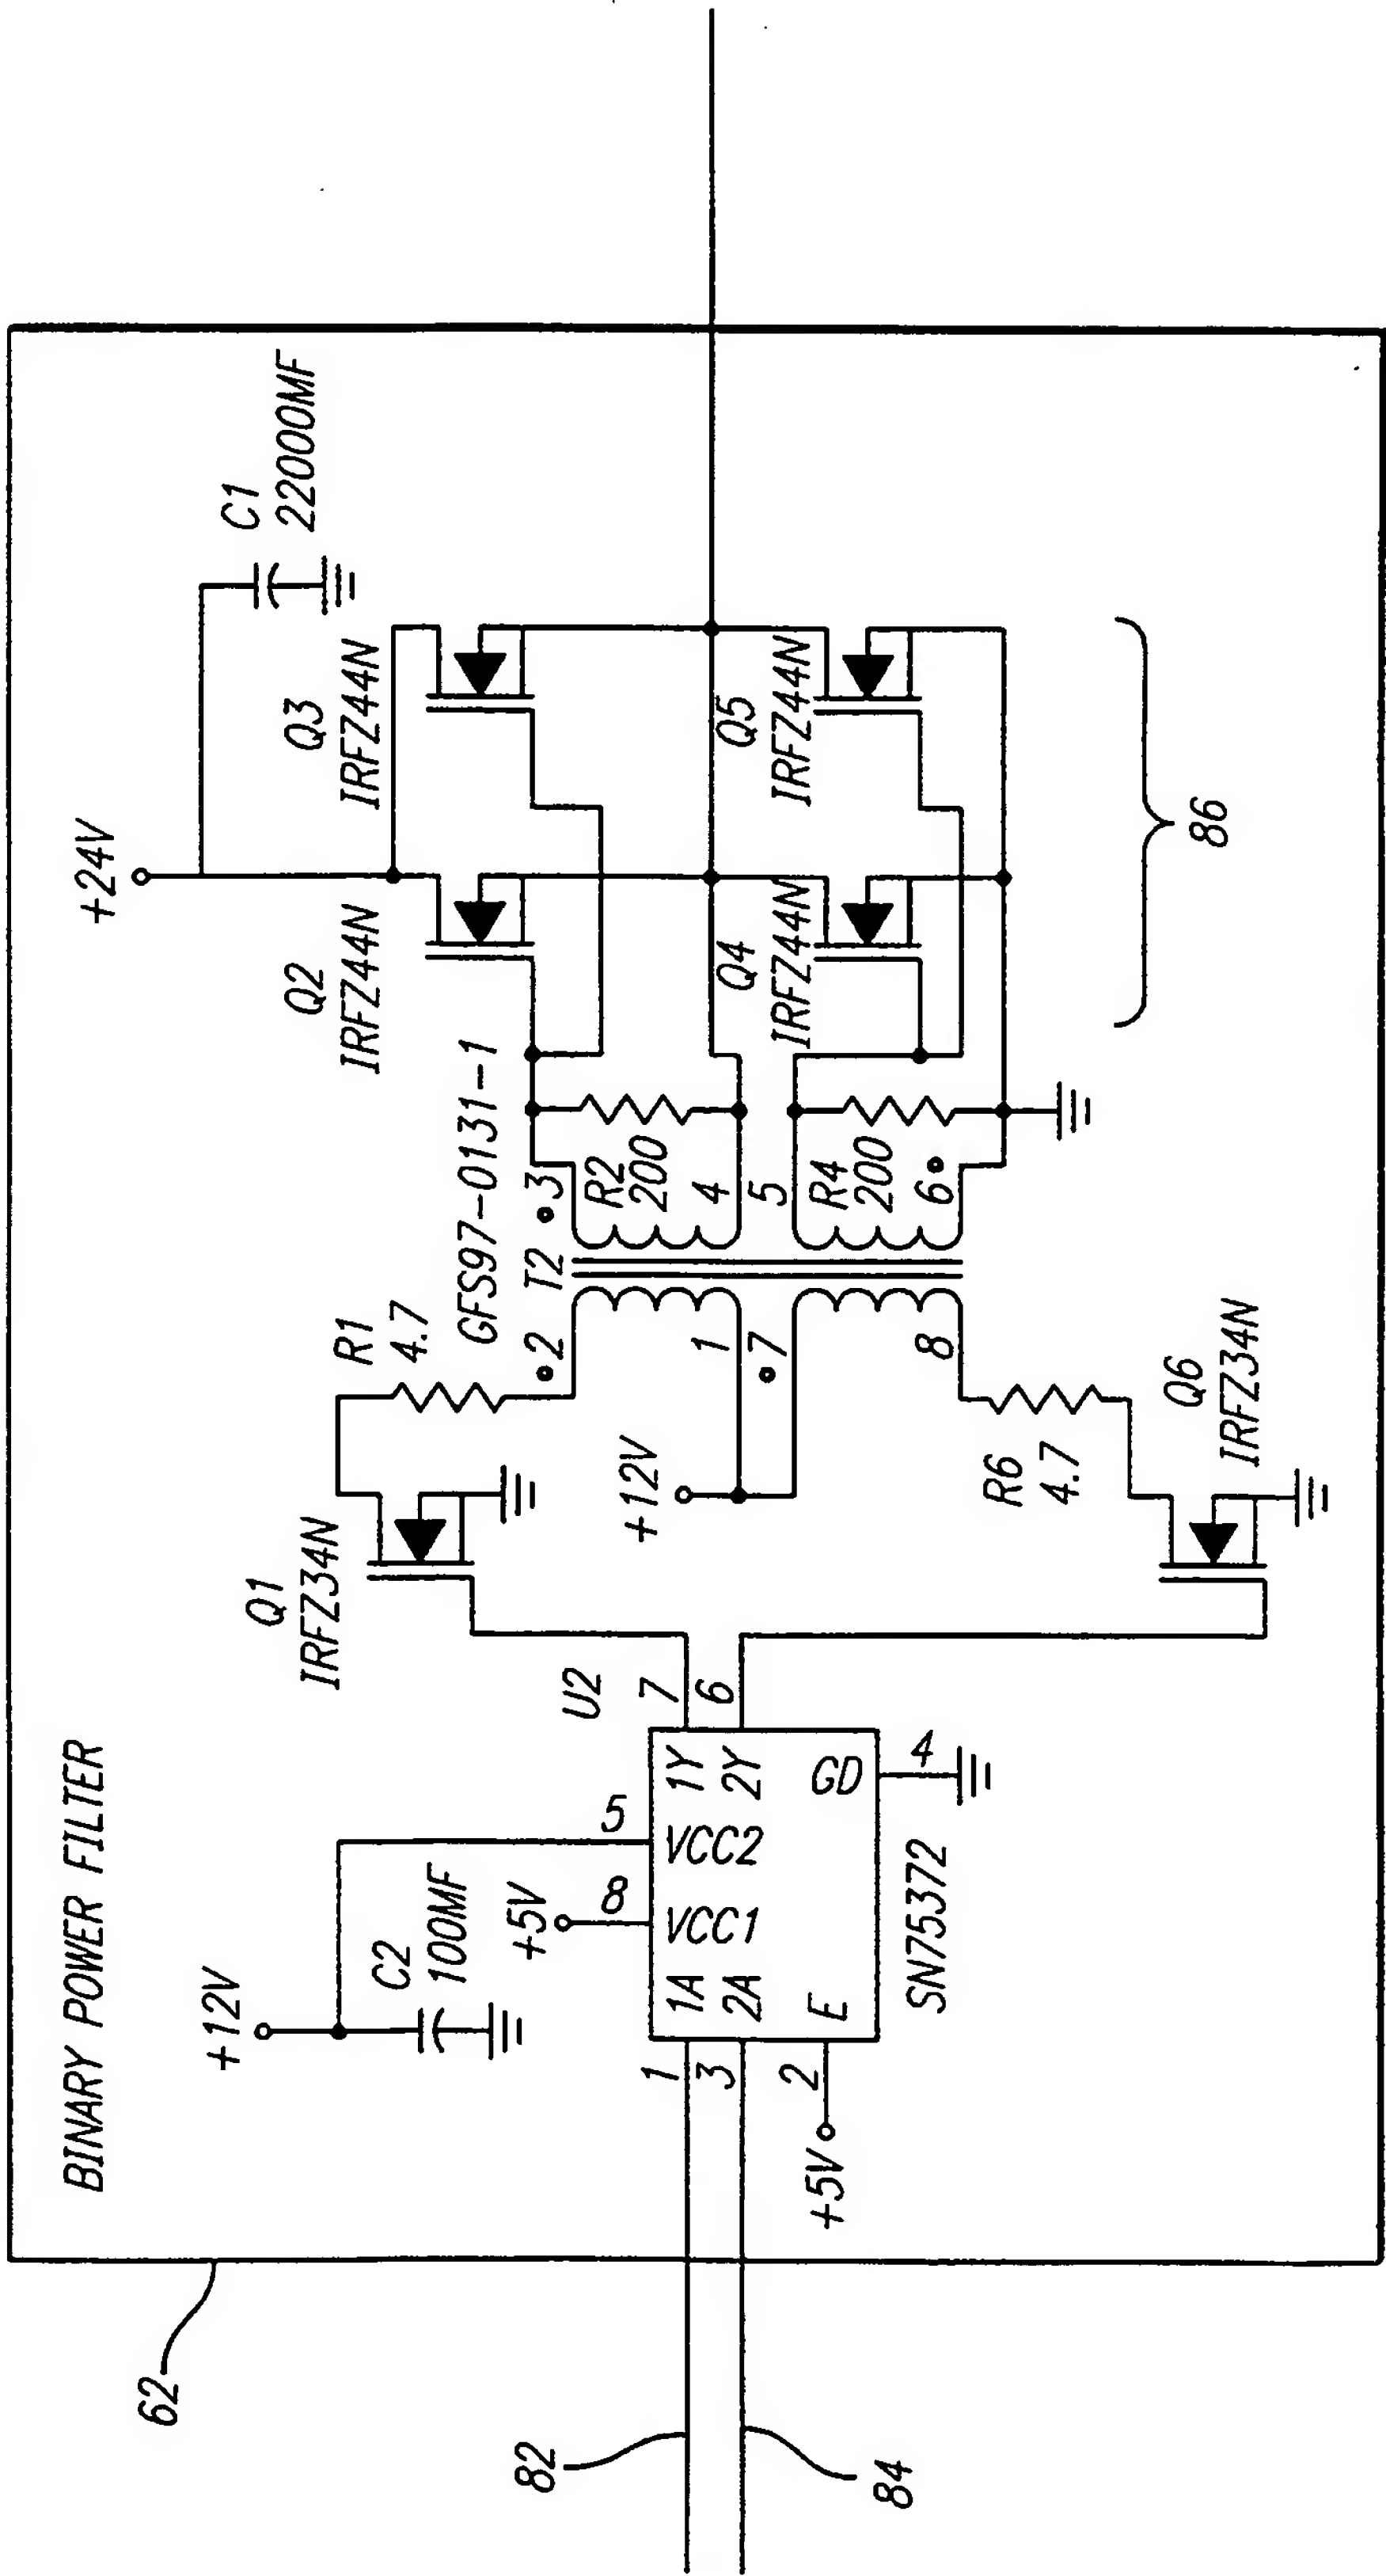 BINARY POWER FILTER
62
82
84
+12V
C2
100MF
+5V
8
5
1
3
2
+5V
1A
2A
E
VCC1
VCC2
1Y
2Y
GD
4
SN75372
U2
7
6
Q1
IRFZ34N
R1
4.7
+12V
R6
4.7
Q6
IRFZ34N
GFS97-0131-1
T2
2
1
7
8
3
4
5
6
R2
200
R4
200
Q2
IRFZ44N
Q3
IRFZ44N
Q4
IRFZ44N
Q5
IRFZ44N
+24V
C1
22000MF
86